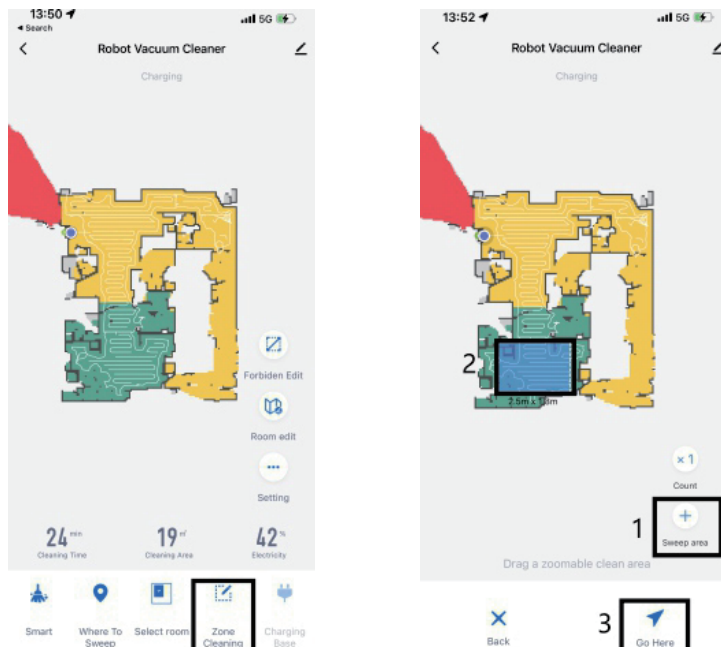 13:50
5G
Search
Robot Vacuum Cleaner
Charging
Forbiden Edit
Room edit
Setting
24 min
19 ㎡
42 %
Cleaning Time
Cleaning Area
Electricity
Smart
Where To
Sweep
Select room
Zone
Cleaning
Charging
Base
13:52
5G
Robot Vacuum Cleaner
Charging
2
2.5m x 1.8m
× 1
Count
1
Sweep area
Drag a zoomable clean area
3
Back
Go Here